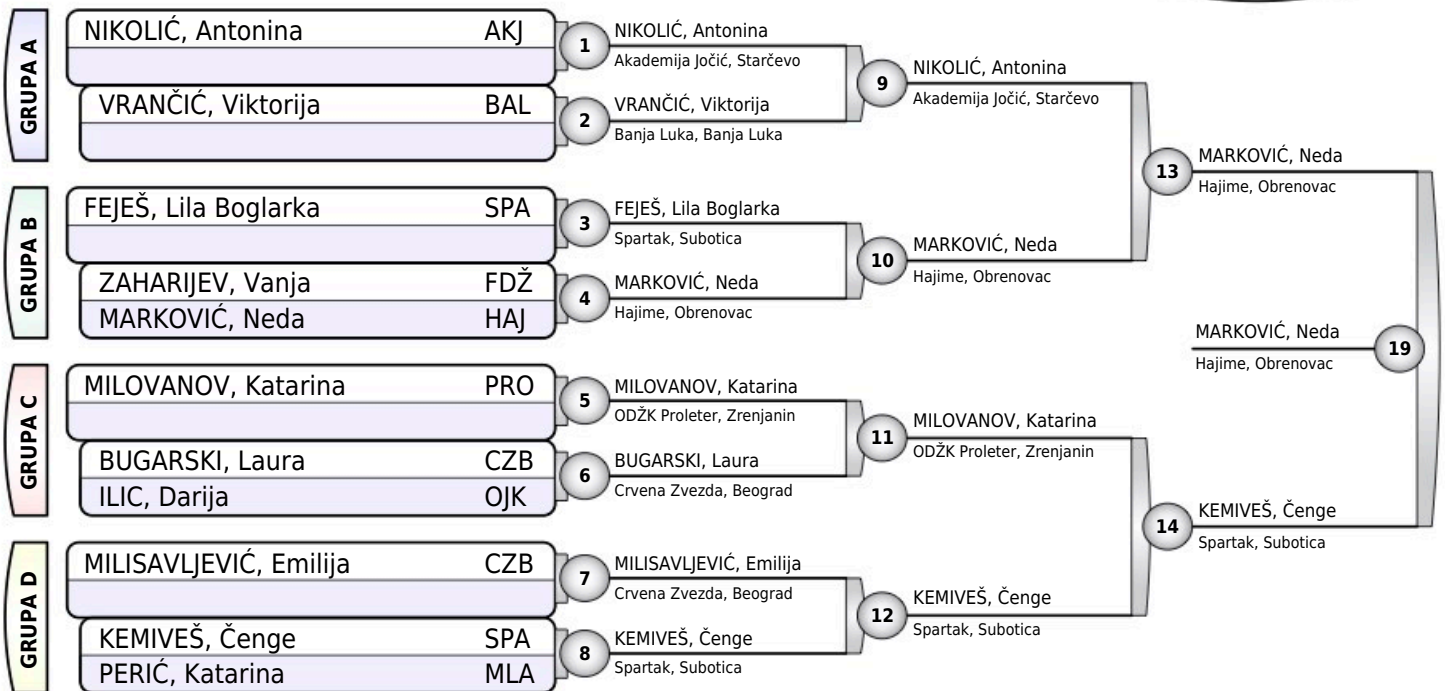 GRUPA A
NIKOLIĆ, Antonina AKJ
VRANČIĆ, Viktorija BAL
GRUPA B
FEJEŠ, Lila Boglarka SPA
ZAHARIJEV, Vanja FDŽ
MARKOVIĆ, Neda HAJ
GRUPA C
MILOVANOV, Katarina PRO
BUGARSKI, Laura CZB
ILIC, Darija OJK
GRUPA D
MILISAVLJEVIĆ, Emilija CZB
KEMIVEŠ, Čenge SPA
PERIĆ, Katarina MLA
1
NIKOLIĆ, Antonina
Akademija Jočić, Starčevo
2
VRANČIĆ, Viktorija
Banja Luka, Banja Luka
3
FEJEŠ, Lila Boglarka
Spartak, Subotica
4
MARKOVIĆ, Neda
Hajime, Obrenovac
5
MILOVANOV, Katarina
ODŽK Proleter, Zrenjanin
6
BUGARSKI, Laura
Crvena Zvezda, Beograd
7
MILISAVLJEVIĆ, Emilija
Crvena Zvezda, Beograd
8
KEMIVEŠ, Čenge
Spartak, Subotica
9
NIKOLIĆ, Antonina
Akademija Jočić, Starčevo
10
MARKOVIĆ, Neda
Hajime, Obrenovac
11
MILOVANOV, Katarina
ODŽK Proleter, Zrenjanin
12
KEMIVEŠ, Čenge
Spartak, Subotica
13
MARKOVIĆ, Neda
Hajime, Obrenovac
14
KEMIVEŠ, Čenge
Spartak, Subotica
MARKOVIĆ, Neda
Hajime, Obrenovac
19